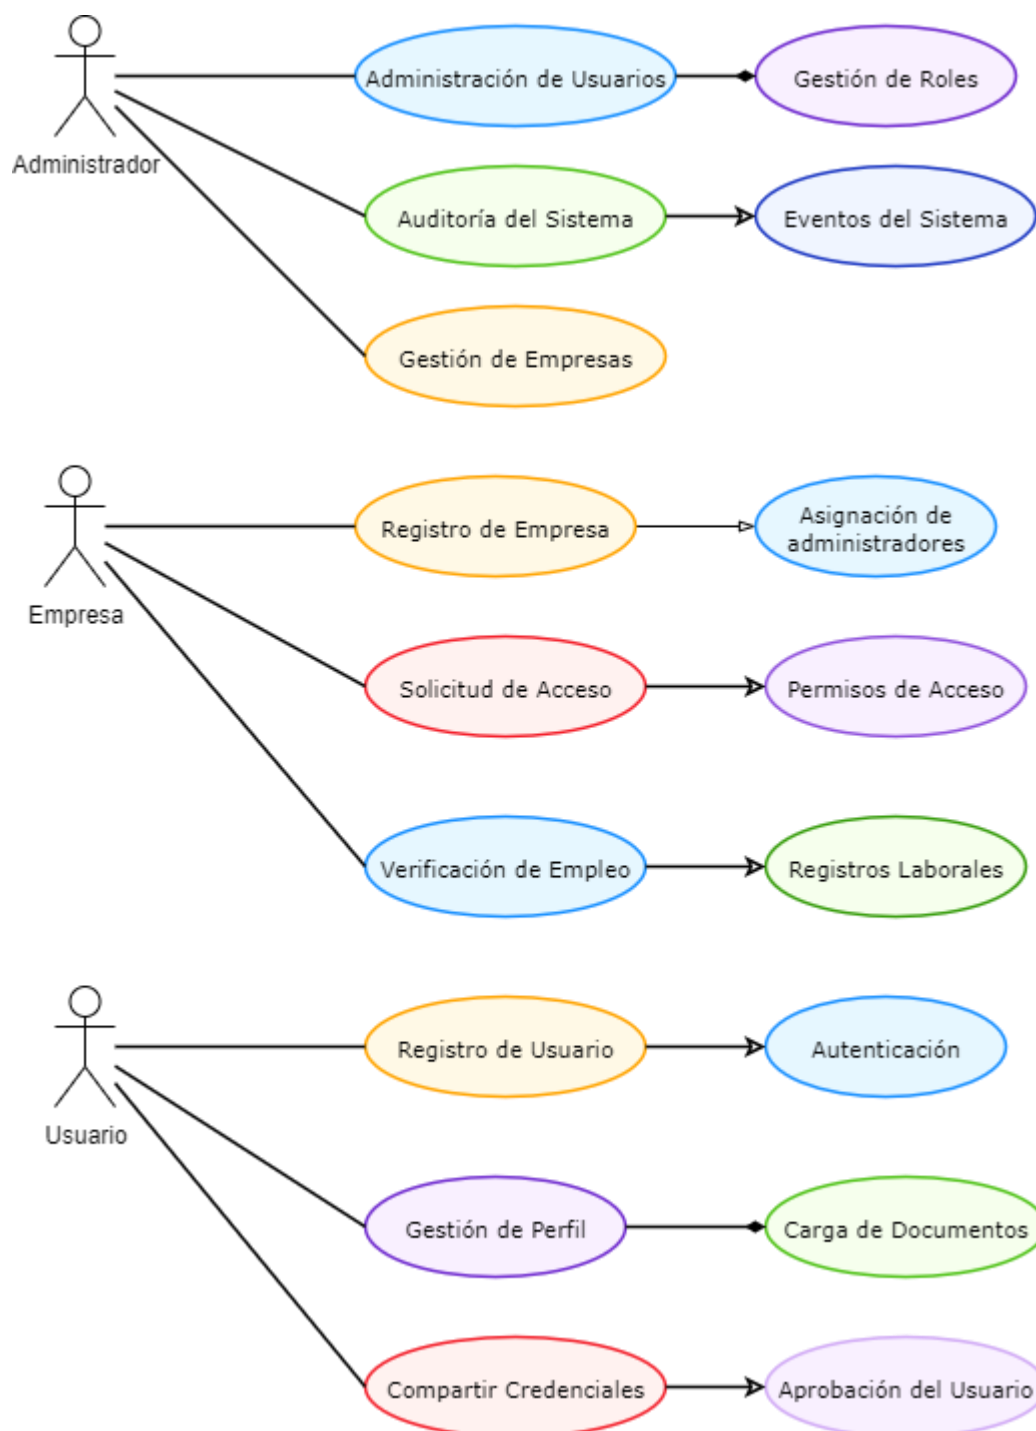 Administrador
Administración de Usuarios
Gestión de Roles
Auditoría del Sistema
Eventos del Sistema
Gestión de Empresas
Empresa
Registro de Empresa
Asignación de
administradores
Solicitud de Acceso
Permisos de Acceso
Verificación de Empleo
Registros Laborales
Usuario
Registro de Usuario
Autenticación
Gestión de Perfil
Carga de Documentos
Compartir Credenciales
Aprobación del Usuario